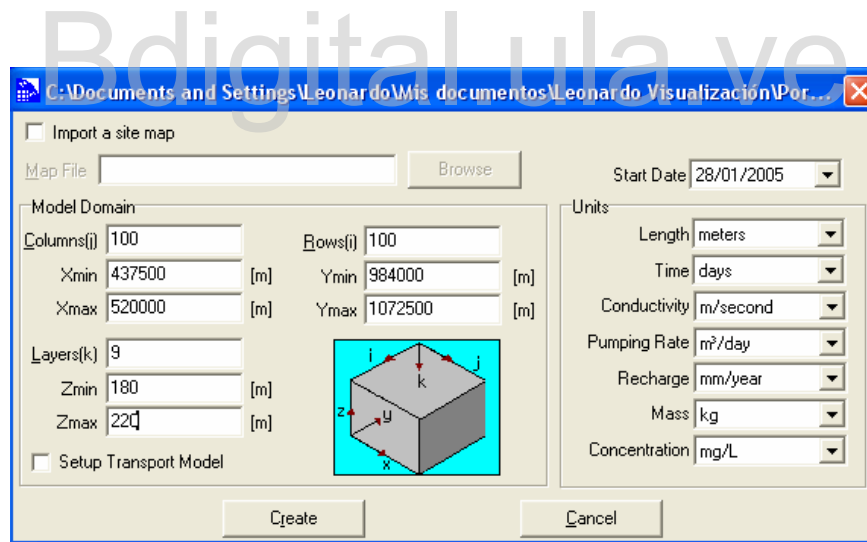 Bdigital.ula.ve
C:\Documents and Settings\Leonardo\Mis documentos\Leonardo Visualización\Por...
Import a site map
Map File
Browse
Start Date 28/01/2005
Model Domain
Columns(j) 100
Rows(i) 100
Xmin 437500 [m]
Ymin 984000 [m]
Xmax 520000 [m]
Ymax 1072500 [m]
Layers(k) 9
Zmin 180 [m]
Zmax 220 [m]
Setup Transport Model
i
j
k
z
y
x
Units
Length meters
Time days
Conductivity m/second
Pumping Rate m³/day
Recharge mm/year
Mass kg
Concentration mg/L
Create
Cancel